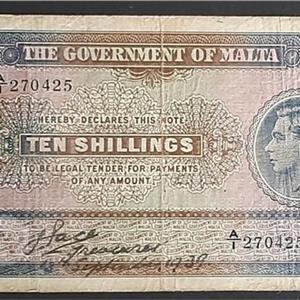 THE GOVERNMENT OF MALTA
A/1 270425
HEREBY DECLARES THIS NOTE
TEN SHILLINGS
TO BE LEGAL TENDER FOR PAYMENTS
OF ANY AMOUNT.
Treasurer
A/1 270425